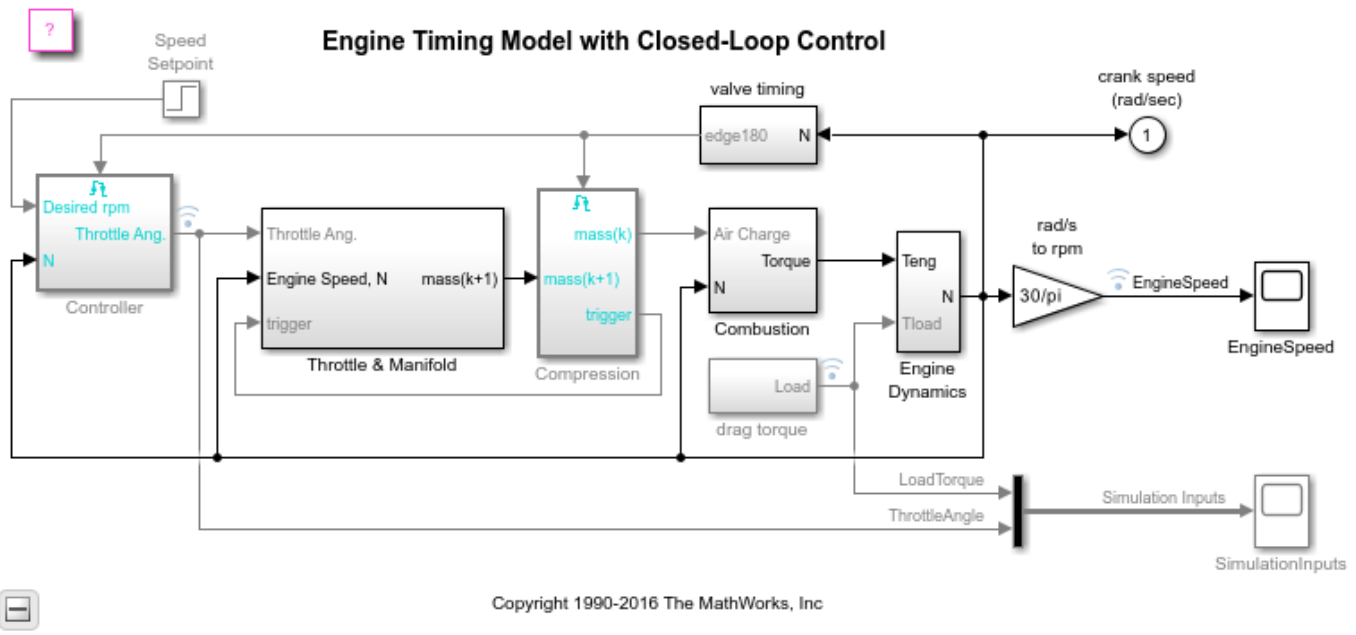 ?
Speed
Setpoint
Engine Timing Model with Closed-Loop Control
valve timing
edge180
N
crank speed
(rad/sec)
1
Desired rpm
Throttle Ang.
N
Controller
Throttle Ang.
Engine Speed, N
mass(k+1)
trigger
Throttle & Manifold
mass(k)
mass(k+1)
trigger
Compression
Air Charge
Torque
N
Combustion
Load
drag torque
Teng
N
Tload
Engine
Dynamics
rad/s
to rpm
30/pi
EngineSpeed
EngineSpeed
LoadTorque
ThrottleAngle
Simulation Inputs
SimulationInputs
Copyright 1990-2016 The MathWorks, Inc